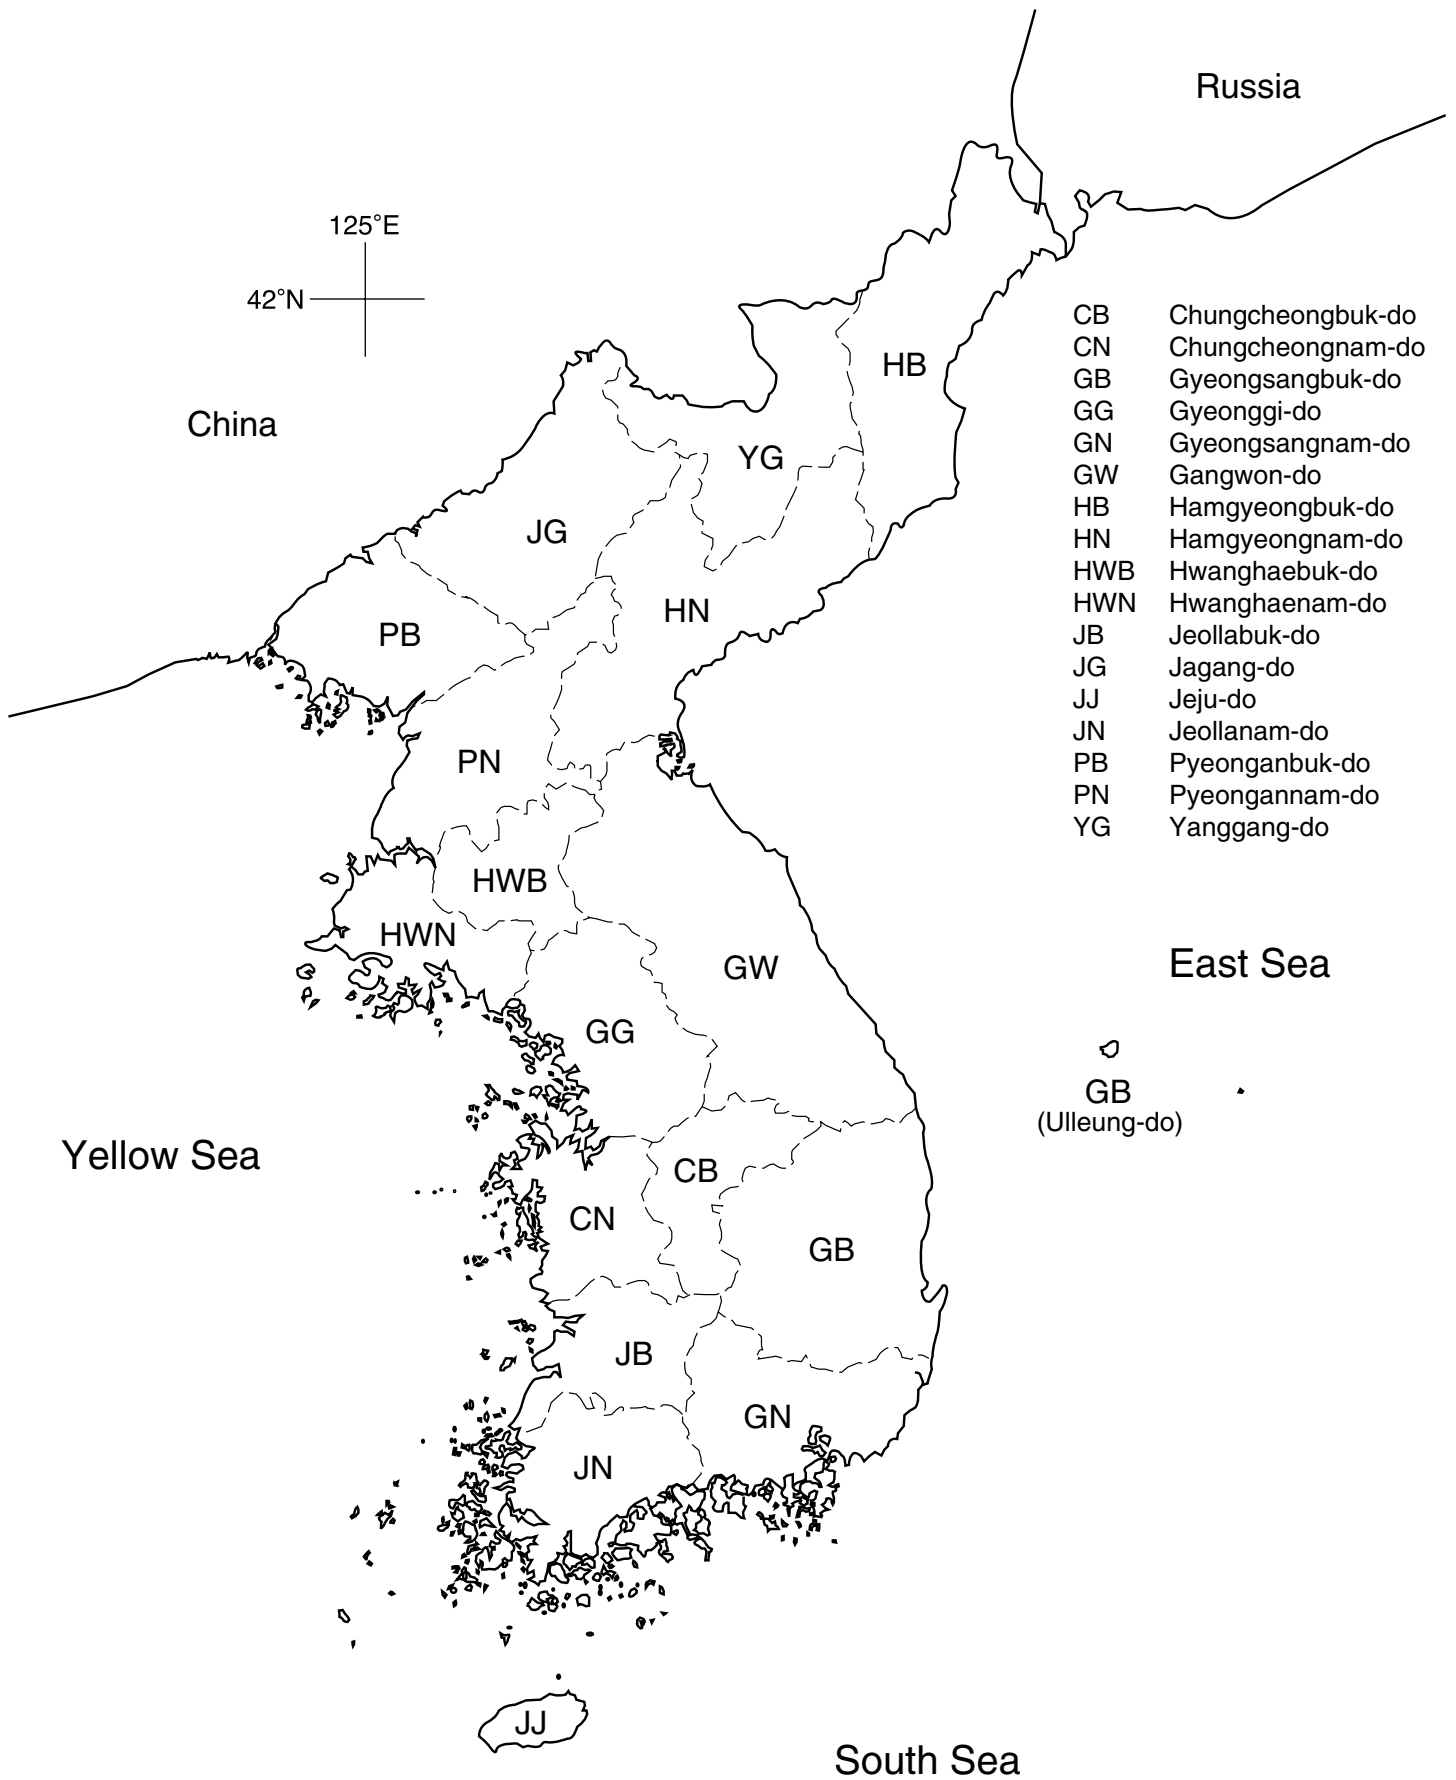 Russia
125°E
42°N
China
CB Chungcheongbuk-do
CN Chungcheongnam-do
GB Gyeongsangbuk-do
GG Gyeonggi-do
GN Gyeongsangnam-do
GW Gangwon-do
HB Hamgyeongbuk-do
HN Hamgyeongnam-do
HWB Hwanghaebuk-do
HWN Hwanghaenam-do
JB Jeollabuk-do
JG Jagang-do
JJ Jeju-do
JN Jeollanam-do
PB Pyeonganbuk-do
PN Pyeongannam-do
YG Yanggang-do
HB
YG
JG
HN
PB
PN
HWB
HWN
GW
East Sea
GG
GB
(Ulleung-do)
Yellow Sea
CB
CN
GB
JB
GN
JN
JJ
South Sea